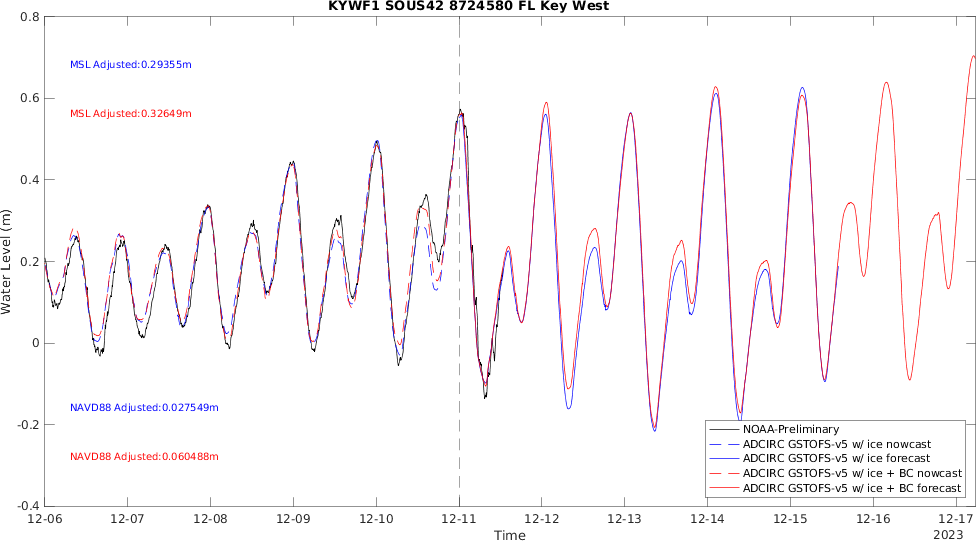 KYWF1 SOUS42 8724580 FL Key West
0.8
0.6
0.4
0.2
0
-0.2
-0.4
Water Level (m)
MSL Adjusted:0.29355m
MSL Adjusted:0.32649m
NAVD88 Adjusted:0.027549m
NAVD88 Adjusted:0.060488m
NOAA-Preliminary
ADCIRC GSTOFS-v5 w/ ice nowcast
ADCIRC GSTOFS-v5 w/ ice forecast
ADCIRC GSTOFS-v5 w/ ice + BC nowcast
ADCIRC GSTOFS-v5 w/ ice + BC forecast
12-06 12-07 12-08 12-09 12-10 12-11 12-12 12-13 12-14 12-15 12-16 12-17
Time
2023